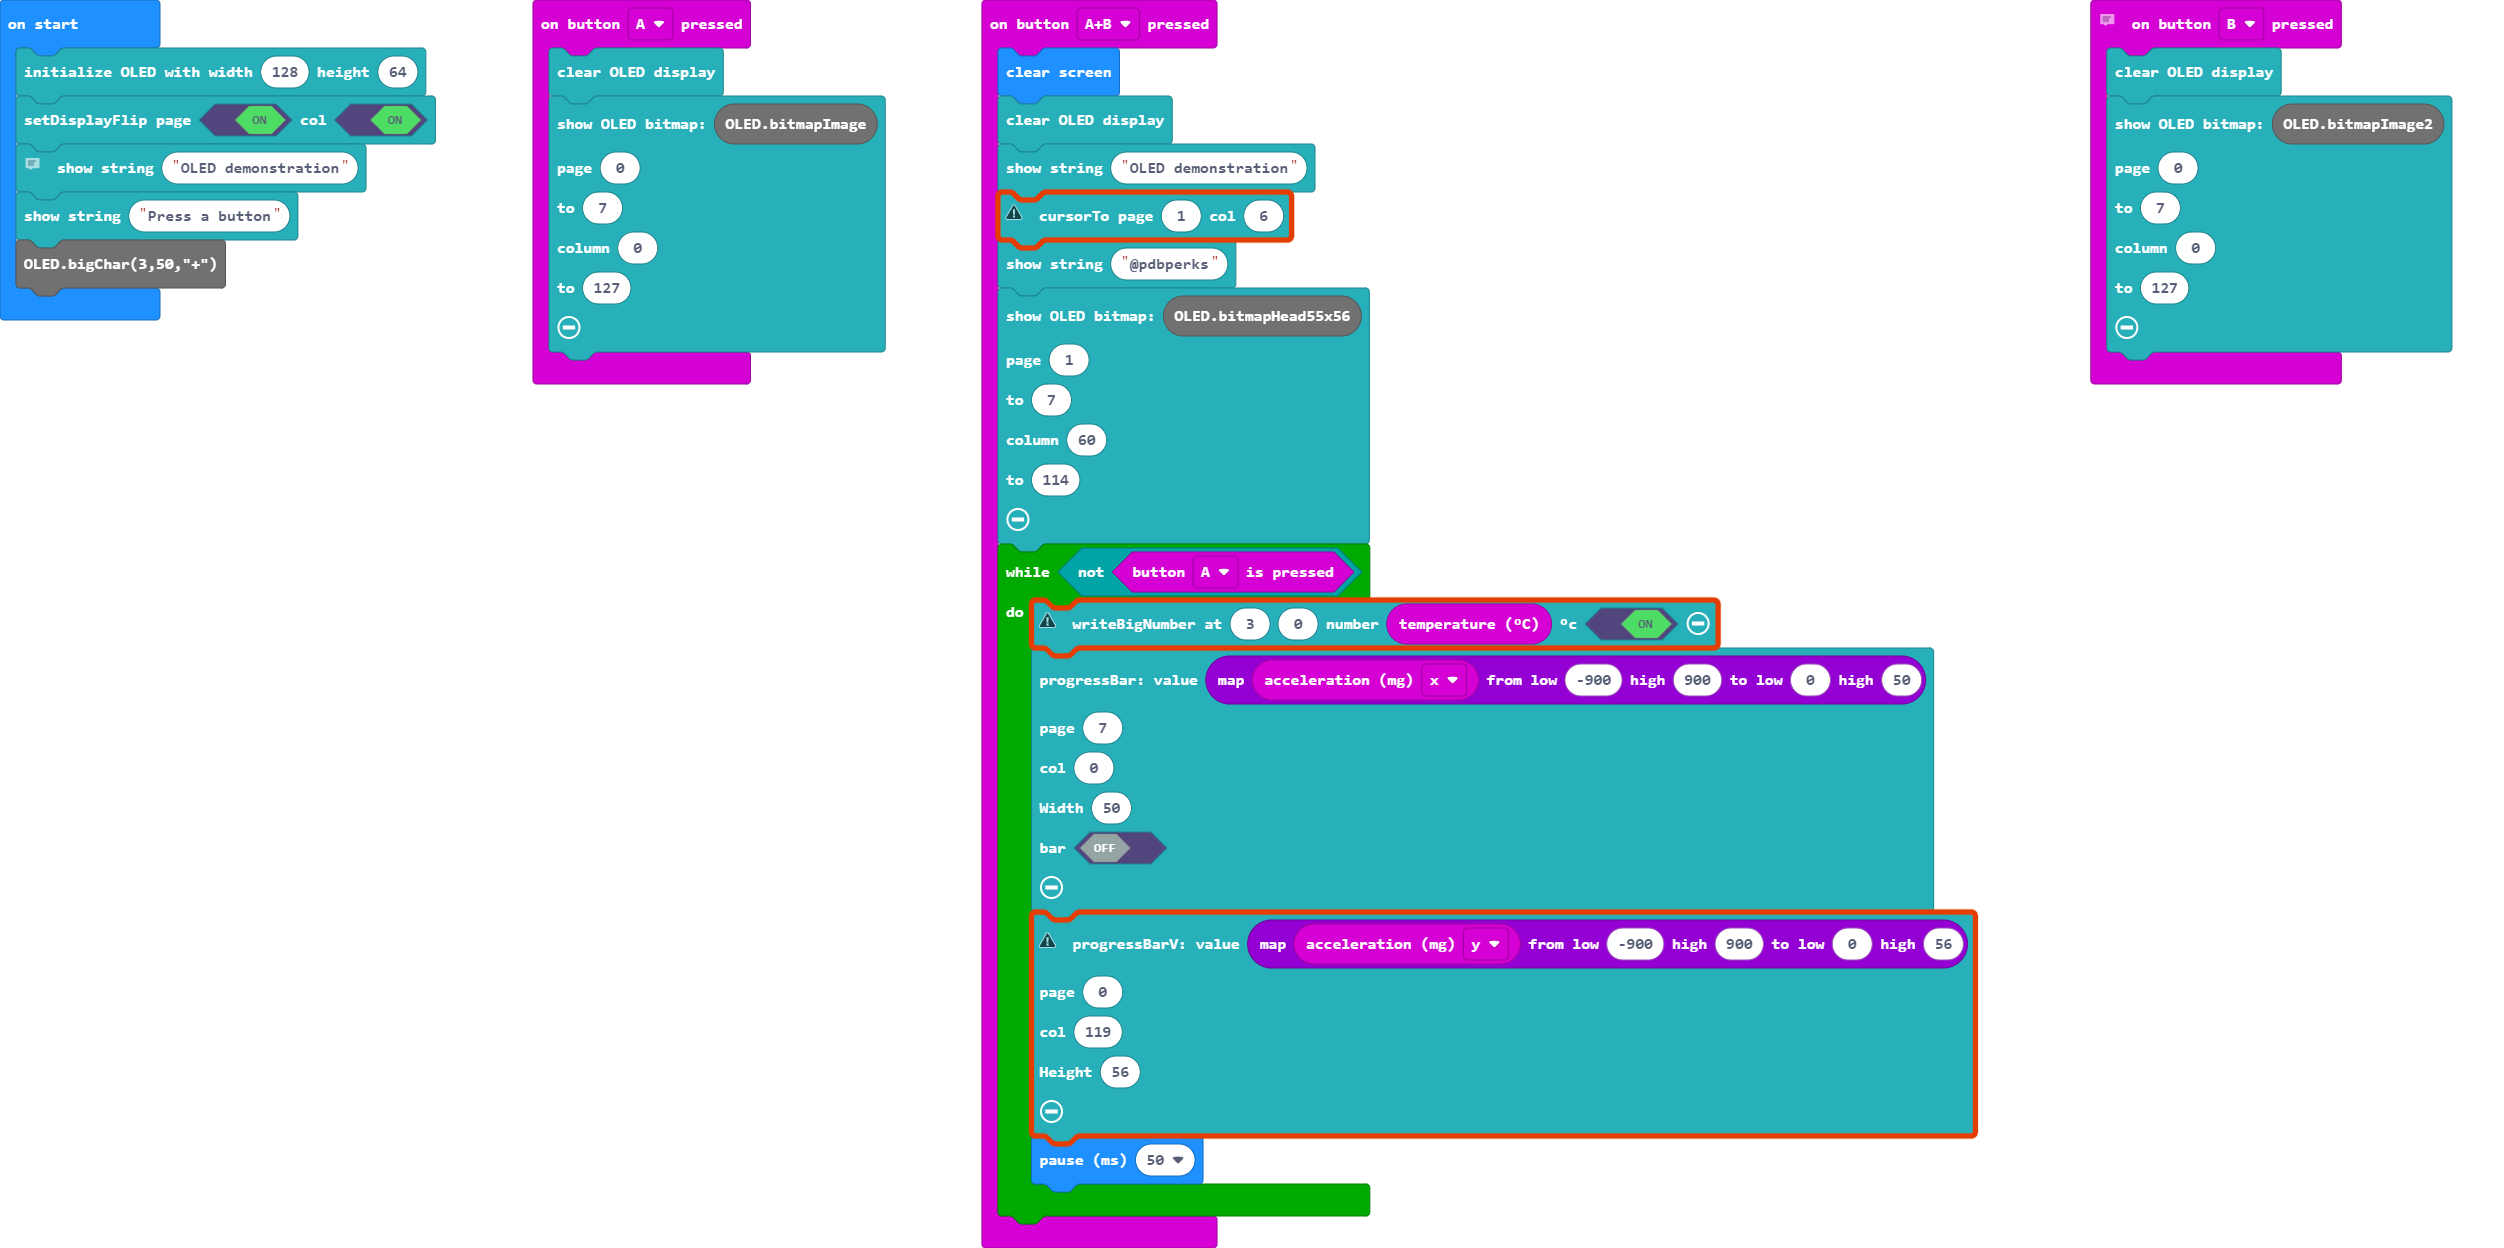 on start
initialize OLED with width 128 height 64
setDisplayFlip page ON col ON
show string "OLED demonstration"
show string "Press a button"
OLED.bigChar(3,50,"+")
on button A pressed
clear OLED display
show OLED bitmap: OLED.bitmapImage
page 0
to 7
column 0
to 127
on button A+B pressed
clear screen
clear OLED display
show string "OLED demonstration"
cursorTo page 1 col 6
show string "@pdbperks"
show OLED bitmap: OLED.bitmapHead55x56
page 1
to 7
column 60
to 114
while not button A is pressed
do
writeBigNumber at 3 0 number temperature (ºC) ºc ON
progressBar: value map acceleration (mg) x from low -900 high 900 to low 0 high 50
page 7
col 0
Width 50
bar OFF
progressBarV: value map acceleration (mg) y from low -900 high 900 to low 0 high 56
page 0
col 119
Height 56
pause (ms) 50
on button B pressed
clear OLED display
show OLED bitmap: OLED.bitmapImage2
page 0
to 7
column 0
to 127